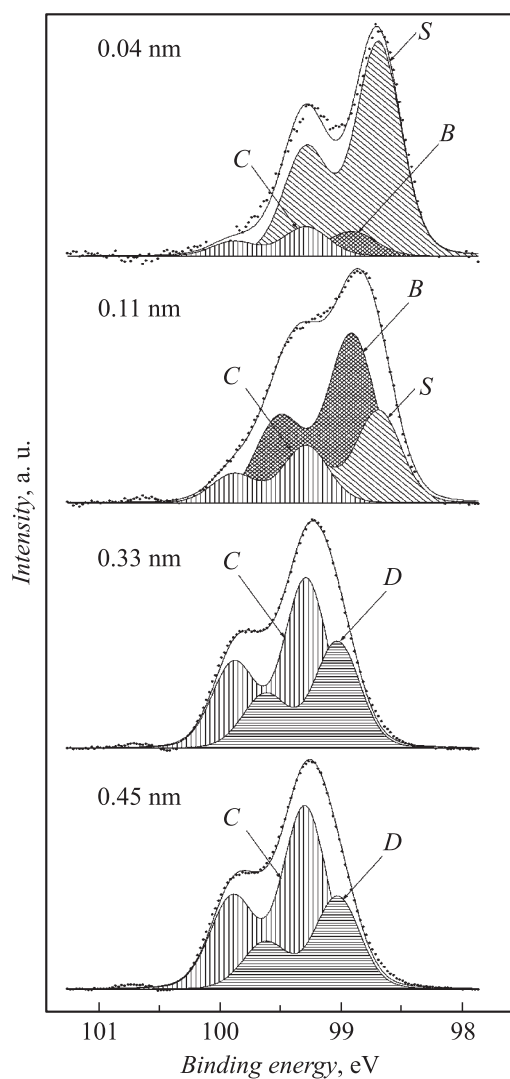 0.04 nm
S
C
B
0.11 nm
B
C
S
0.33 nm
C
D
0.45 nm
C
D
Intensity, a. u.
101 100 99 98
Binding energy, eV